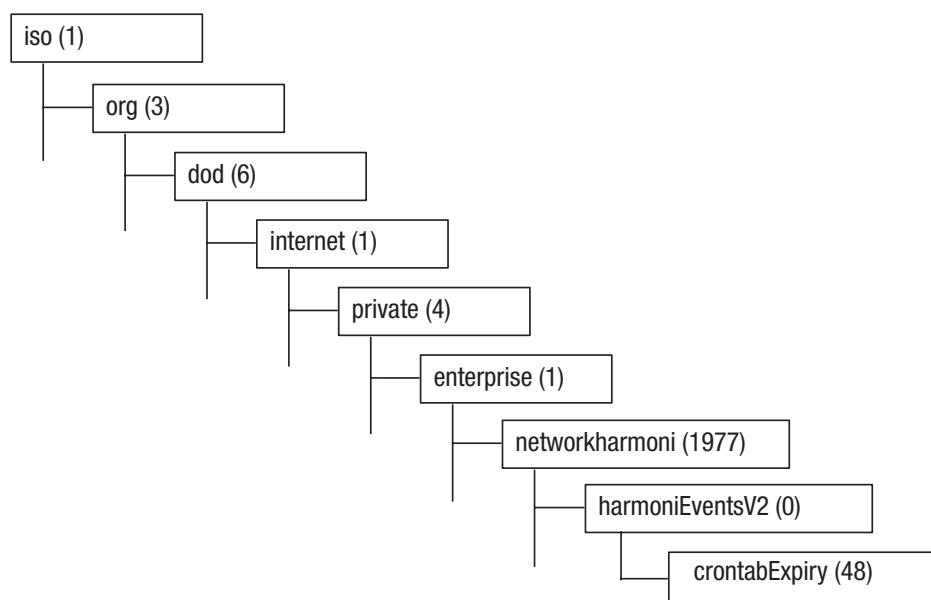 iso (1)
org (3)
dod (6)
internet (1)
private (4)
enterprise (1)
networkharmoni (1977)
harmoniEventsV2 (0)
crontabExpiry (48)